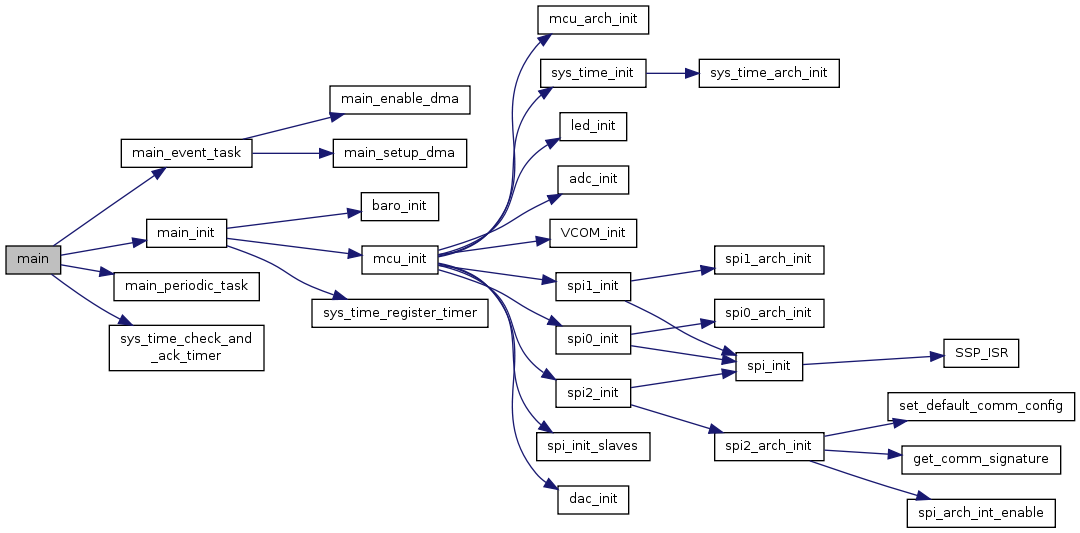 main
main_event_task
main_enable_dma
main_setup_dma
main_init
baro_init
mcu_init
mcu_arch_init
sys_time_init
sys_time_arch_init
led_init
adc_init
VCOM_init
spi1_init
spi1_arch_init
spi0_init
spi0_arch_init
spi_init
SSP_ISR
spi2_init
spi2_arch_init
set_default_comm_config
get_comm_signature
spi_arch_int_enable
spi_init_slaves
dac_init
sys_time_register_timer
main_periodic_task
sys_time_check_and
_ack_timer